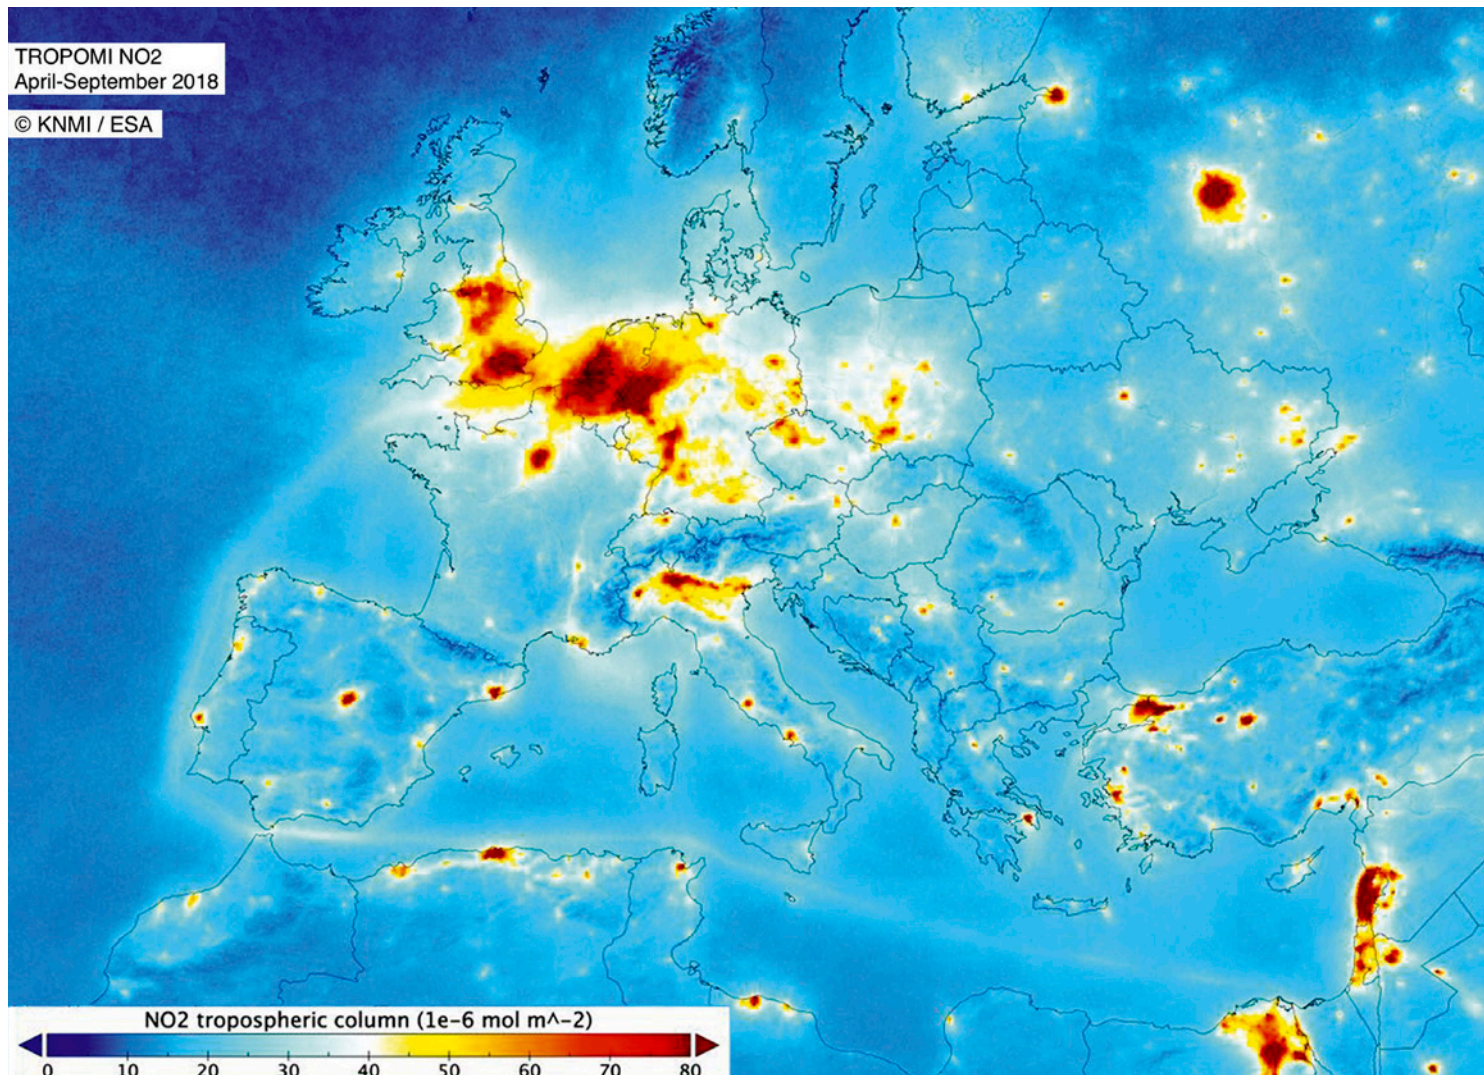 TROPOMI NO2
April-September 2018
© KNMI / ESA
NO2 tropospheric column (1e-6 mol m^-2)
0 10 20 30 40 50 60 70 80